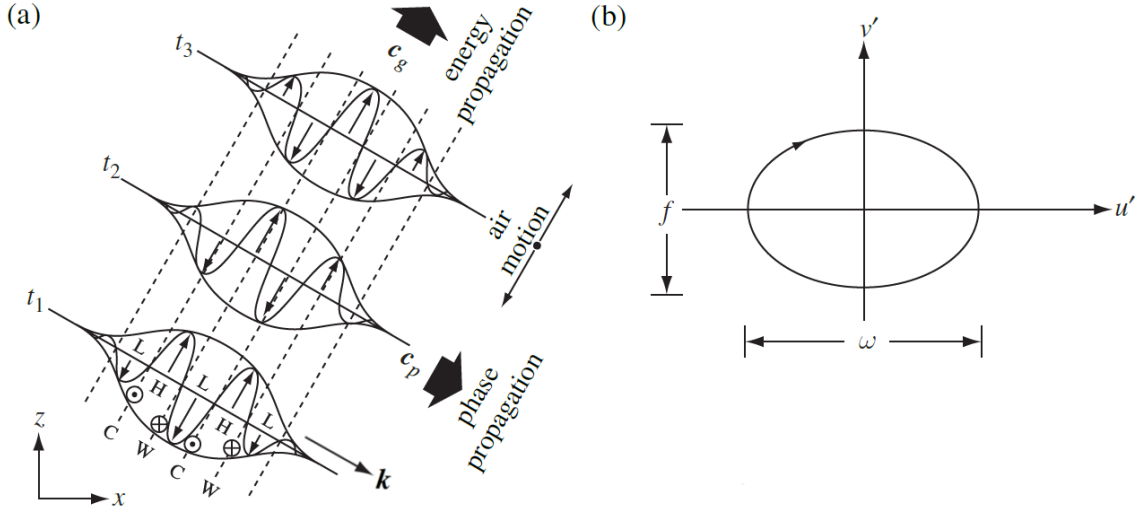 (a)
t3
cg
energy
propagation
t2
air
motion
t1
L
H
L
H
L
C
W
C
W
cp
phase
propagation
k
z
x
(b)
v′
f
u′
ω